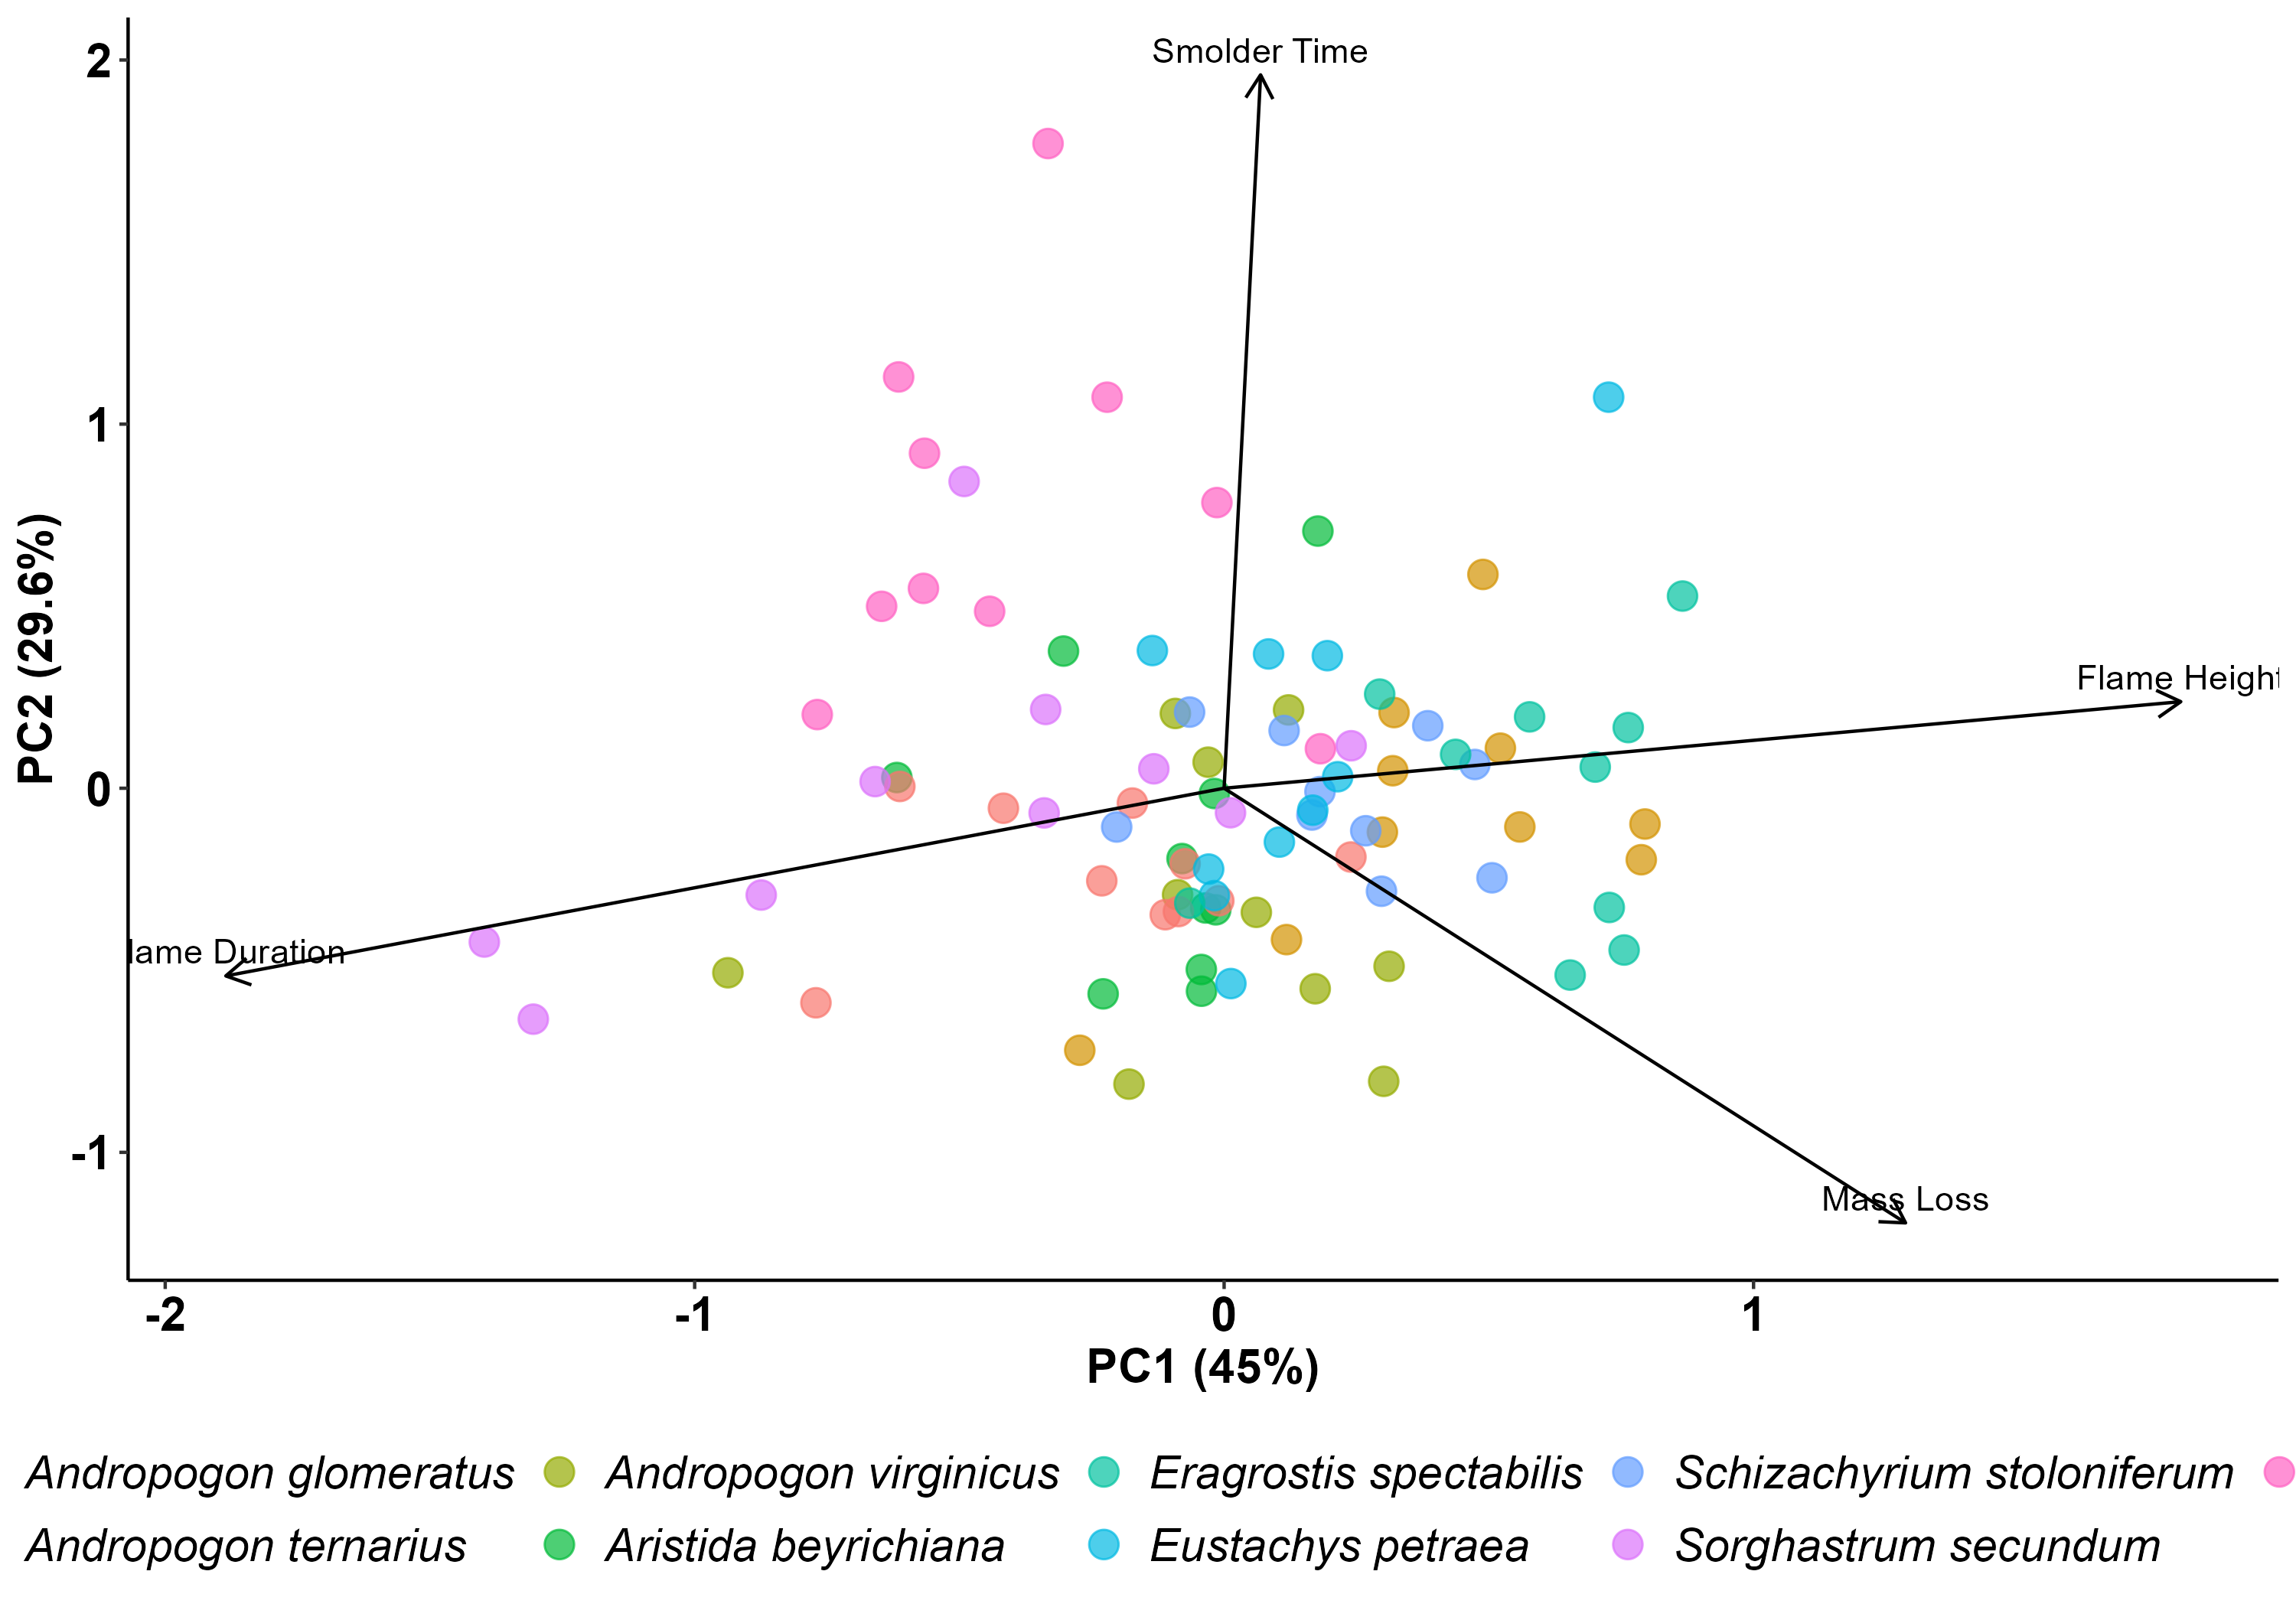 Smolder Time
2
1
Flame Height
PC2 (29.6%)
0
lame Duration
-1
Mass Loss
-2 -1 0 1
PC1 (45%)
Andropogon glomeratus Andropogon virginicus Eragrostis spectabilis Schizachyrium stoloniferum
Andropogon ternarius Aristida beyrichiana Eustachys petraea Sorghastrum secundum